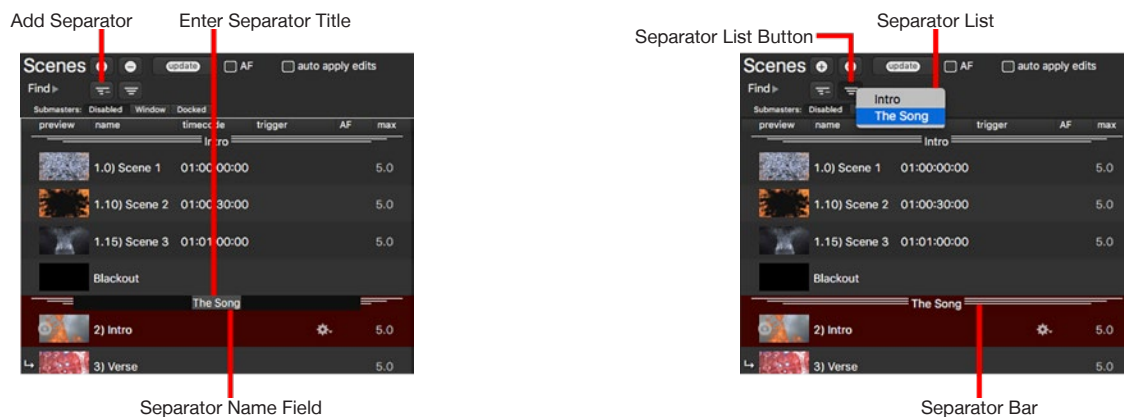 Add Separator
Enter Separator Title
Scenes
update
AF
auto apply edits
Find
Submasters: Disabled Window Docked
preview name timecode trigger AF max
Intro
1.0) Scene 1 01:00:00:00 5.0
1.10) Scene 2 01:00:30:00 5.0
1.15) Scene 3 01:01:00:00 5.0
Blackout
The Song
2) Intro 5.0
3) Verse 5.0
Separator Name Field
Separator List
Separator List Button
Scenes
update
AF
auto apply edits
Find
Intro
The Song
Submasters: Disabled
preview name trigger AF max
Intro
1.0) Scene 1 01:00:00:00 5.0
1.10) Scene 2 01:00:30:00 5.0
1.15) Scene 3 01:01:00:00 5.0
Blackout
The Song
2) Intro 5.0
3) Verse 5.0
Separator Bar